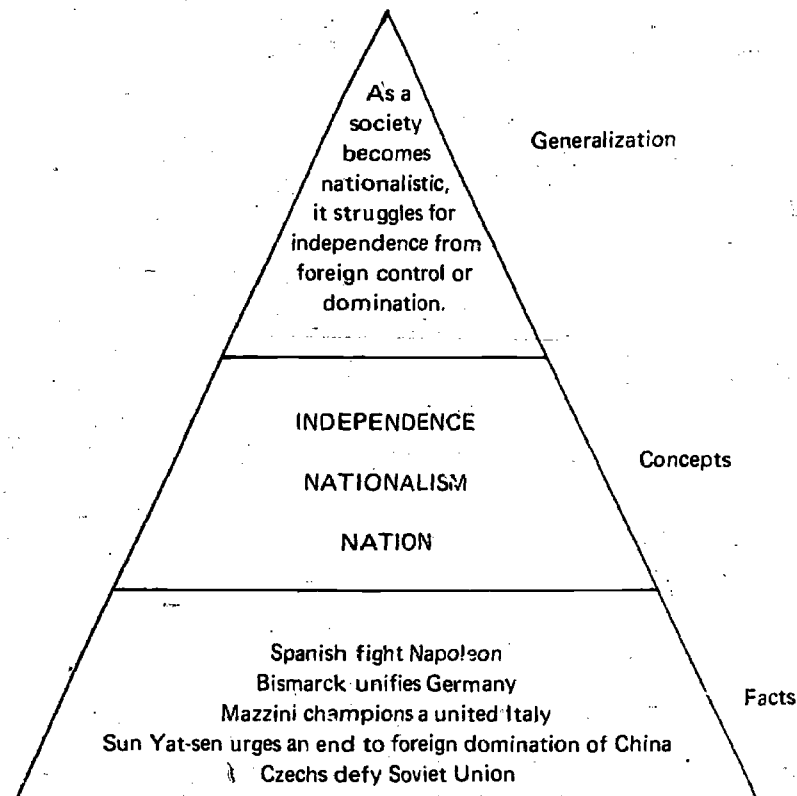 As a
society
becomes
nationalistic,
it struggles for
independence from
foreign control or
domination.
Generalization
INDEPENDENCE
NATIONALISM
NATION
Concepts
Spanish fight Napoleon
Bismarck unifies Germany
Mazzini champions a united Italy
Sun Yat-sen urges an end to foreign domination of China
Czechs defy Soviet Union
Facts